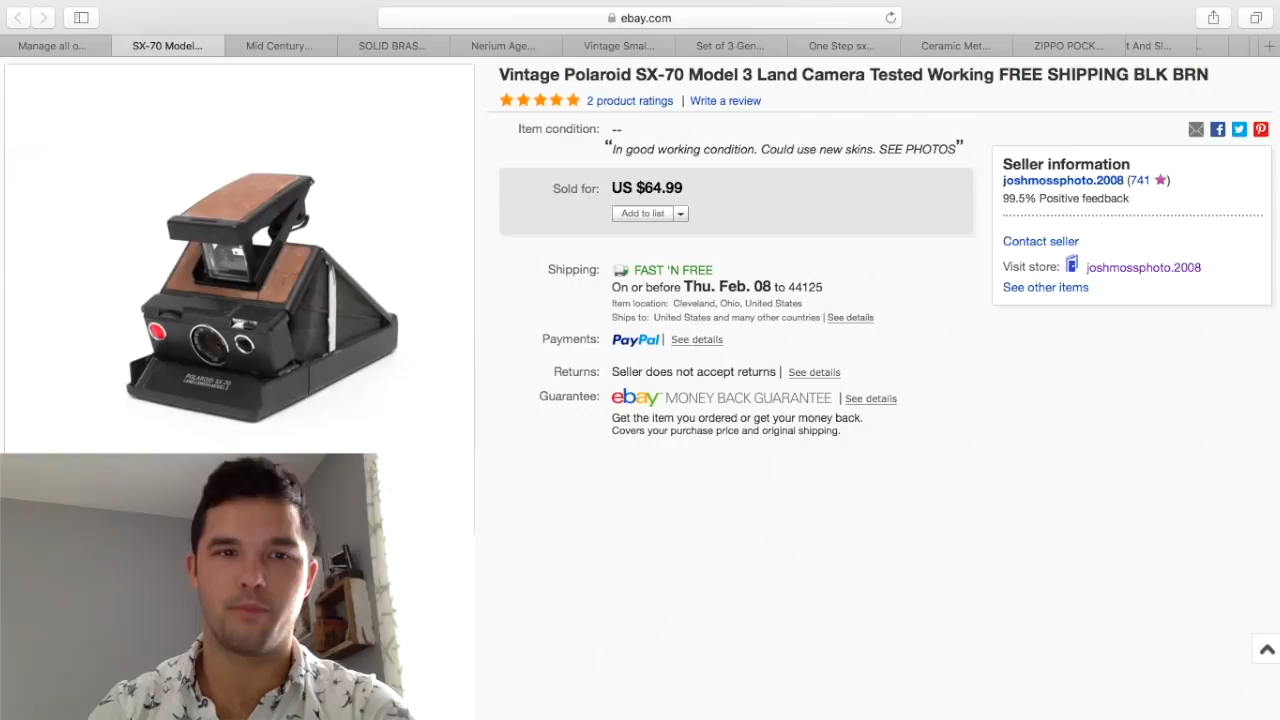 ebay.com
Manage all o...
SX-70 Model...
Mid Century...
SOLID BRAS...
Nerium Age...
Vintage Smal...
Set of 3 Gen...
One Step sx...
Ceramic Met...
ZIPPO POCK...
t And Sl...
Vintage Polaroid SX-70 Model 3 Land Camera Tested Working FREE SHIPPING BLK BRN
2 product ratings | Write a review
Item condition: --
“In good working condition. Could use new skins. SEE PHOTOS”
Sold for: US $64.99
Add to list
Shipping: FAST 'N FREE
On or before Thu. Feb. 08 to 44125
Item location: Cleveland, Ohio, United States
Ships to: United States and many other countries | See details
Payments: PayPal | See details
Returns: Seller does not accept returns | See details
Guarantee: ebay MONEY BACK GUARANTEE | See details
Get the item you ordered or get your money back.
Covers your purchase price and original shipping.
Seller information
joshmossphoto.2008 (741)
99.5% Positive feedback
Contact seller
Visit store: joshmossphoto.2008
See other items
POLAROID SX-70
LAND CAMERA MODEL 3